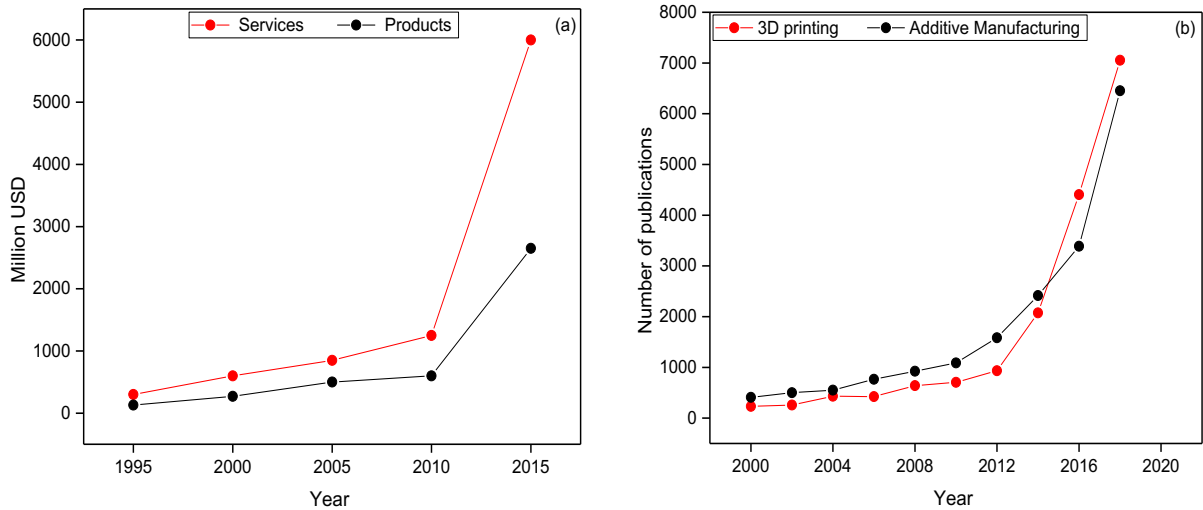 Services Products (a)
6000
5000
4000
3000
2000
1000
0
Million USD
1995 2000 2005 2010 2015
Year
3D printing Additive Manufacturing (b)
8000
7000
6000
5000
4000
3000
2000
1000
0
Number of publications
2000 2004 2008 2012 2016 2020
Year